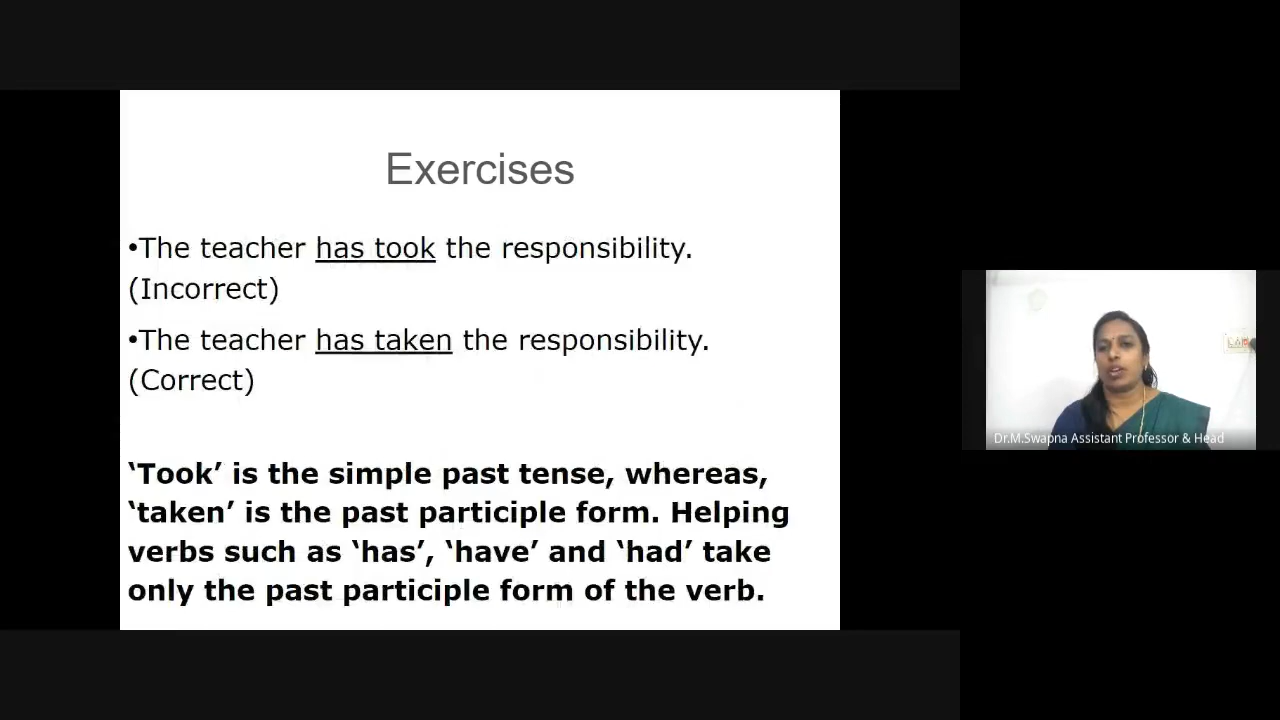 Exercises
•The teacher has took the responsibility.
(Incorrect)
•The teacher has taken the responsibility.
(Correct)
‘Took’ is the simple past tense, whereas,
‘taken’ is the past participle form. Helping
verbs such as ‘has’, ‘have’ and ‘had’ take
only the past participle form of the verb.
Dr.M.Swapna Assistant Professor & Head